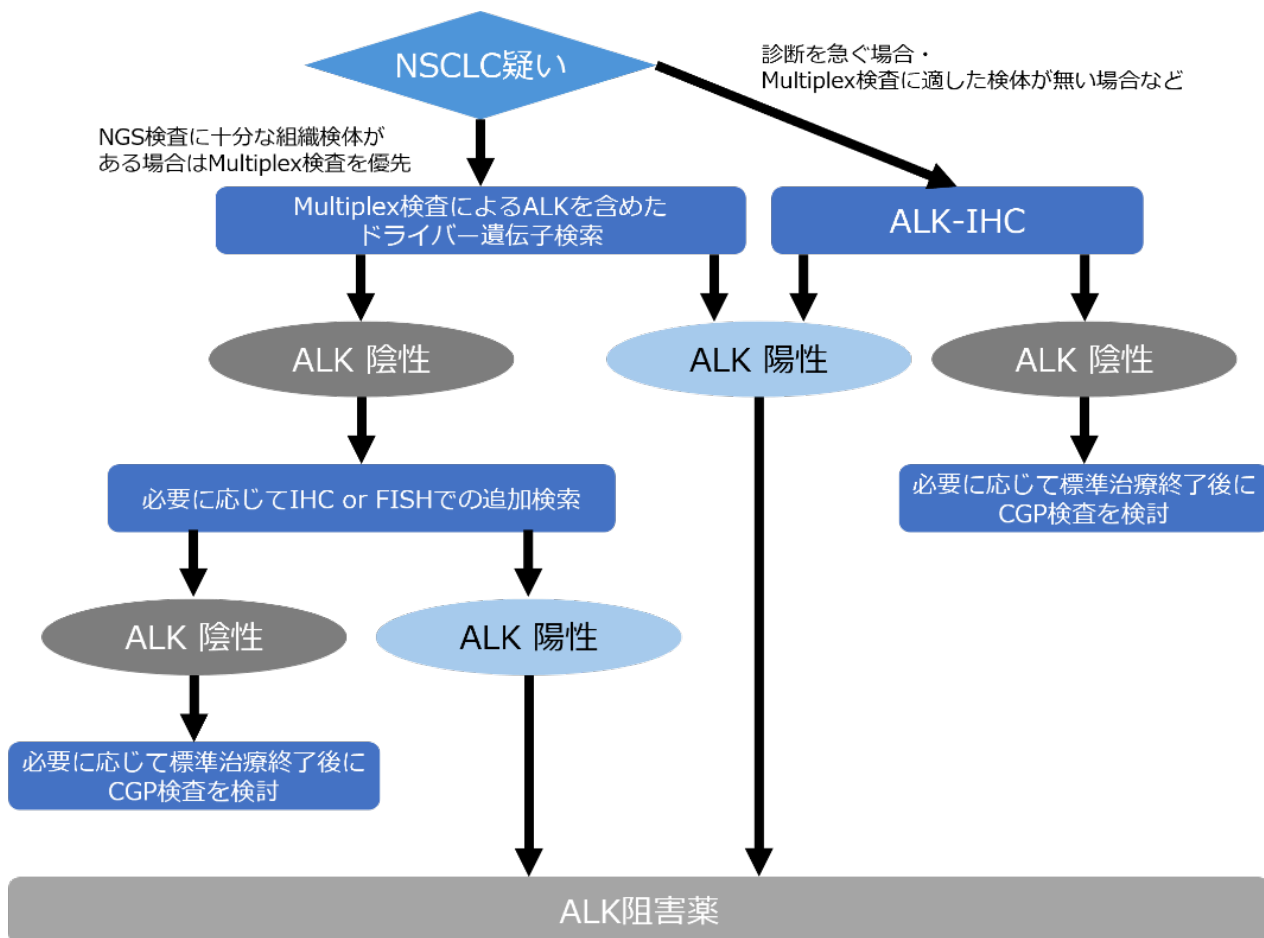 NSCLC疑い
診断を急ぐ場合・
Multiplex検査に適した検体が無い場合など
NGS検査に十分な組織検体が
ある場合はMultiplex検査を優先
Multiplex検査によるALKを含めた
ドライバー遺伝子検索
ALK-IHC
ALK 陰性
ALK 陽性
ALK 陰性
必要に応じてIHC or FISHでの追加検索
必要に応じて標準治療終了後に
CGP検査を検討
ALK 陰性
ALK 陽性
必要に応じて標準治療終了後に
CGP検査を検討
ALK阻害薬